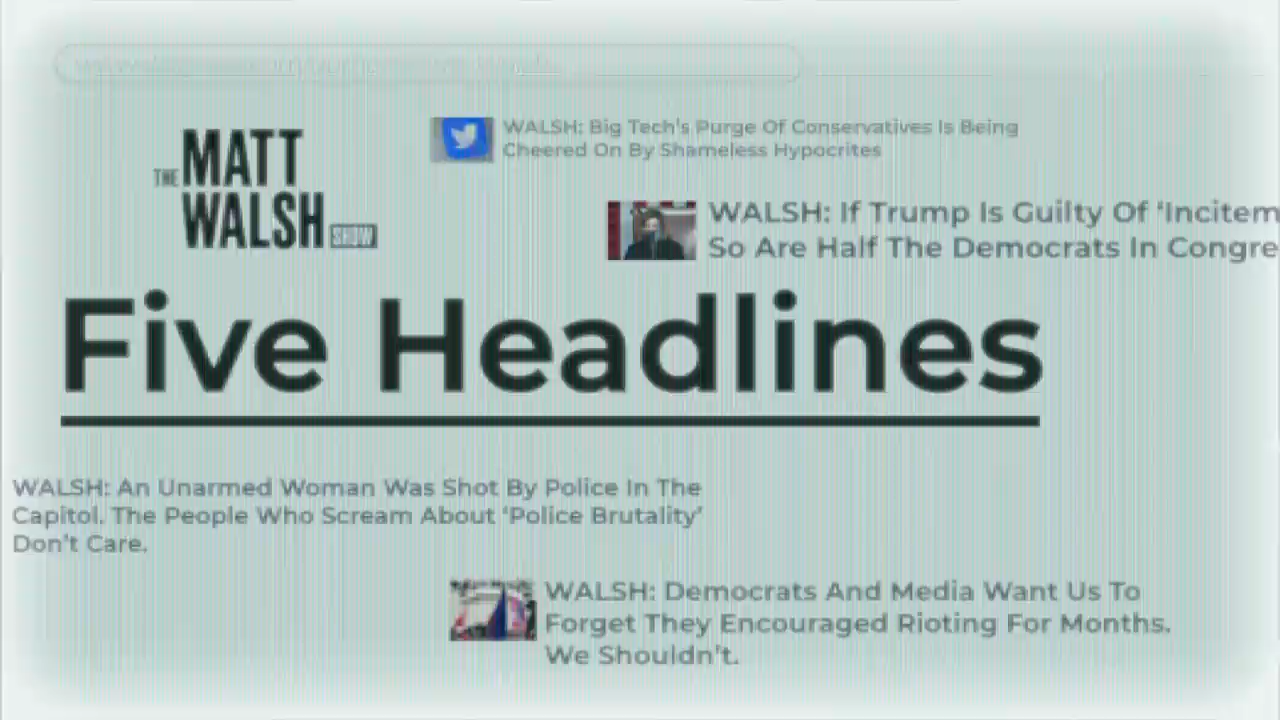 THE MATT
WALSH SHOW
WALSH: Big Tech's Purge Of Conservatives Is Being
Cheered On By Shameless Hypocrites
WALSH: If Trump Is Guilty Of 'Incitem
So Are Half The Democrats In Congre
Five Headlines
WALSH: An Unarmed Woman Was Shot By Police In The
Capitol. The People Who Scream About 'Police Brutality'
Don't Care.
WALSH: Democrats And Media Want Us To
Forget They Encouraged Rioting For Months.
We Shouldn't.